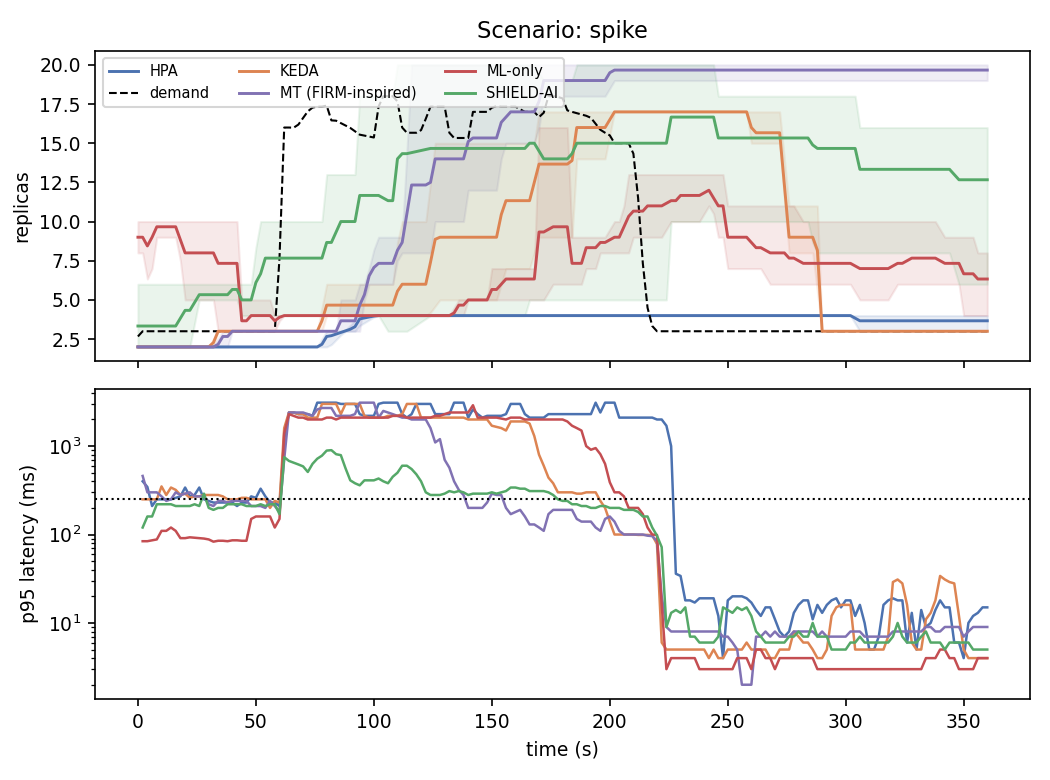 Scenario: spike
HPA KEDA ML-only
demand MT (FIRM-inspired) SHIELD-AI
replicas
20.0
17.5
15.0
12.5
10.0
7.5
5.0
2.5
p95 latency (ms)
10³
10²
10¹
0 50 100 150 200 250 300 350
time (s)